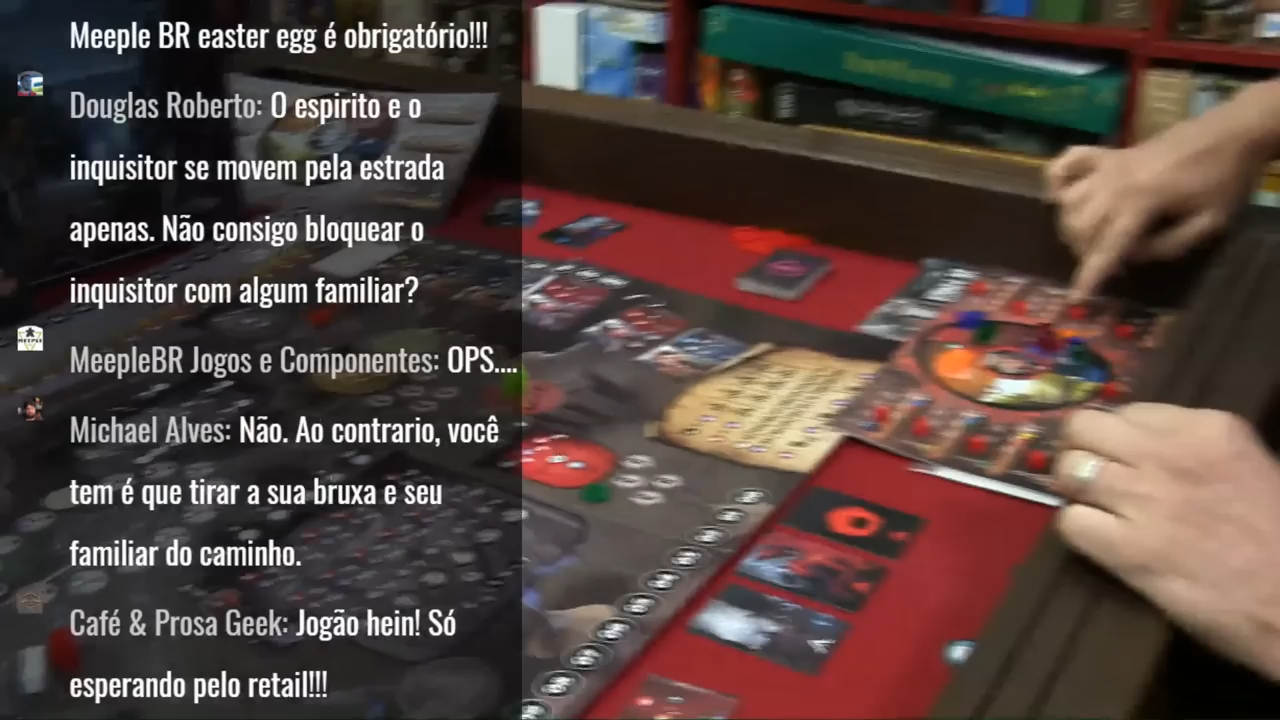 Meeple BR easter egg é obrigatório!!!
Douglas Roberto: O espirito e o
inquisitor se movem pela estrada
apenas. Não consigo bloquear o
inquisitor com algum familiar?
MeepleBR Jogos e Componentes: OPS....
Michael Alves: Não. Ao contrario, você
tem é que tirar a sua bruxa e seu
familiar do caminho.
Café & Prosa Geek: Jogão hein! Só
esperando pelo retail!!!